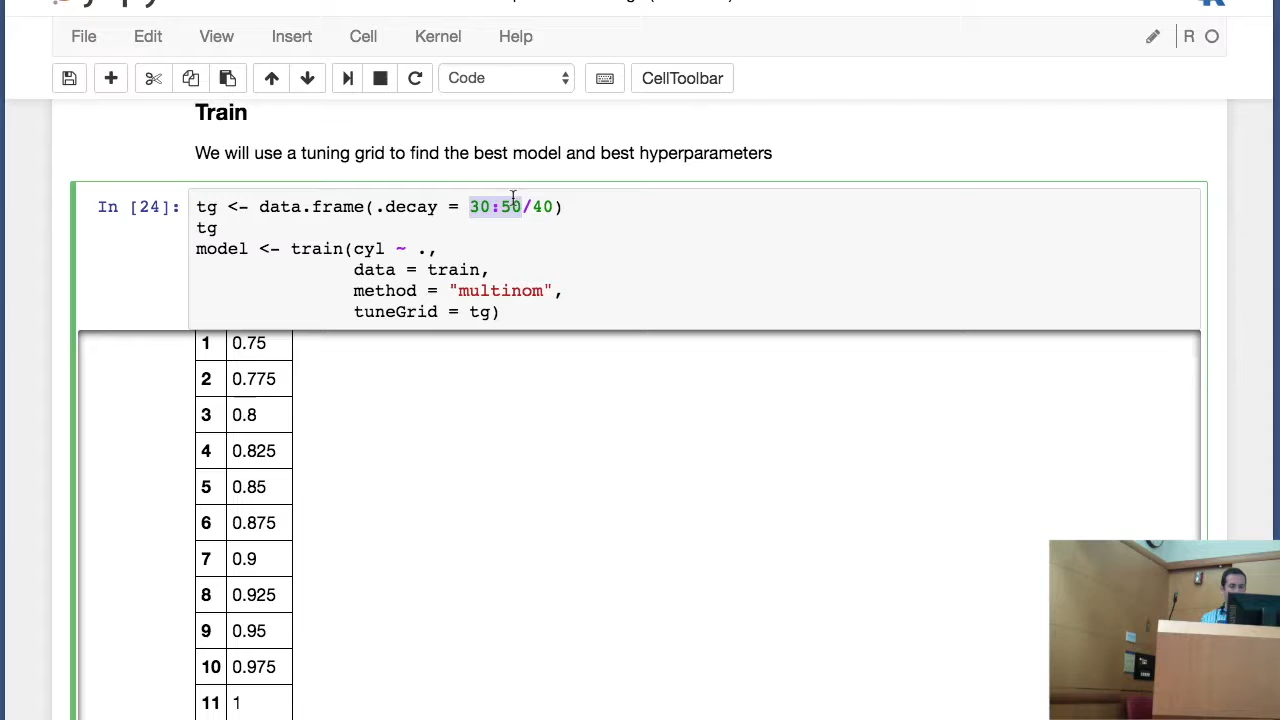 File Edit View Insert Cell Kernel Help R
Code CellToolbar
Train
We will use a tuning grid to find the best model and best hyperparameters
In [24]: tg <- data.frame(.decay = 30:50/40)
tg
model <- train(cyl ~ .,
data = train,
method = "multinom",
tuneGrid = tg)
1 0.75
2 0.775
3 0.8
4 0.825
5 0.85
6 0.875
7 0.9
8 0.925
9 0.95
10 0.975
11 1